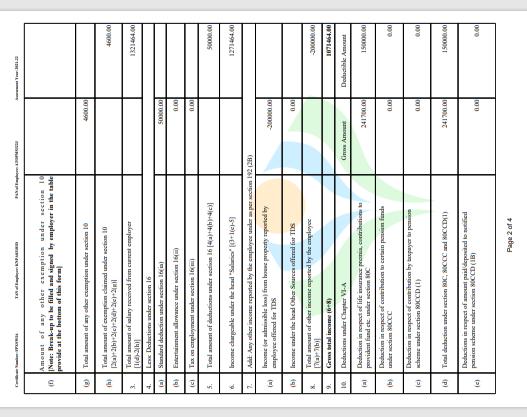 Assessment Year: 2021-22
(f) Amount of any other exemption under section 10
[Note: Break-up to be filled and signed by employer in the table
provide at the bottom of this form]
(g) Total amount of any other exemption under section 10 4600.00
(h) Total amount of exemption claimed under section 10 4600.00
[2(a)+2(b)+2(c)+2(d)+2(e)+2(g)]
3. Total amount of salary received from current employer 1321464.00
[1(d)-2(h)]
4. Less: Deductions under section 16
(a) Standard deduction under section 16(ia) 50000.00
(b) Entertainment allowance under section 16(ii) 0.00
(c) Tax on employment under section 16(iii) 0.00
5. Total amount of deductions under section 16 [4(a)+4(b)+4(c)] 50000.00
6. Income chargeable under the head "Salaries" [(3+1(e)-5] 1271464.00
7. Add: Any other income reported by the employee under as per section 192 (2B)
(a) Income (or admissible loss) from house property reported by -200000.00
employee offered for TDS
(b) Income under the head Other Sources offered for TDS 0.00
8. Total amount of other income reported by the employee -200000.00
[7(a)+7(b)]
9. Gross total income (6+8) 1071464.00
10. Deductions under Chapter VI-A Gross Amount Deductible Amount
(a) Deduction in respect of life insurance premia, contributions to 241700.00 150000.00
provident fund etc. under section 80C
(b) Deduction in respect of contribution to certain pension funds 0.00 0.00
under section 80CCC
(c) Deduction in respect of contribution by taxpayer to pension 0.00 0.00
scheme under section 80CCD (1)
(d) Total deduction under section 80C, 80CCC and 80CCD(1) 241700.00 150000.00
(e) Deductions in respect of amount paid/deposited to notified 0.00 0.00
pension scheme under section 80CCD (1B)
Page 2 of 4